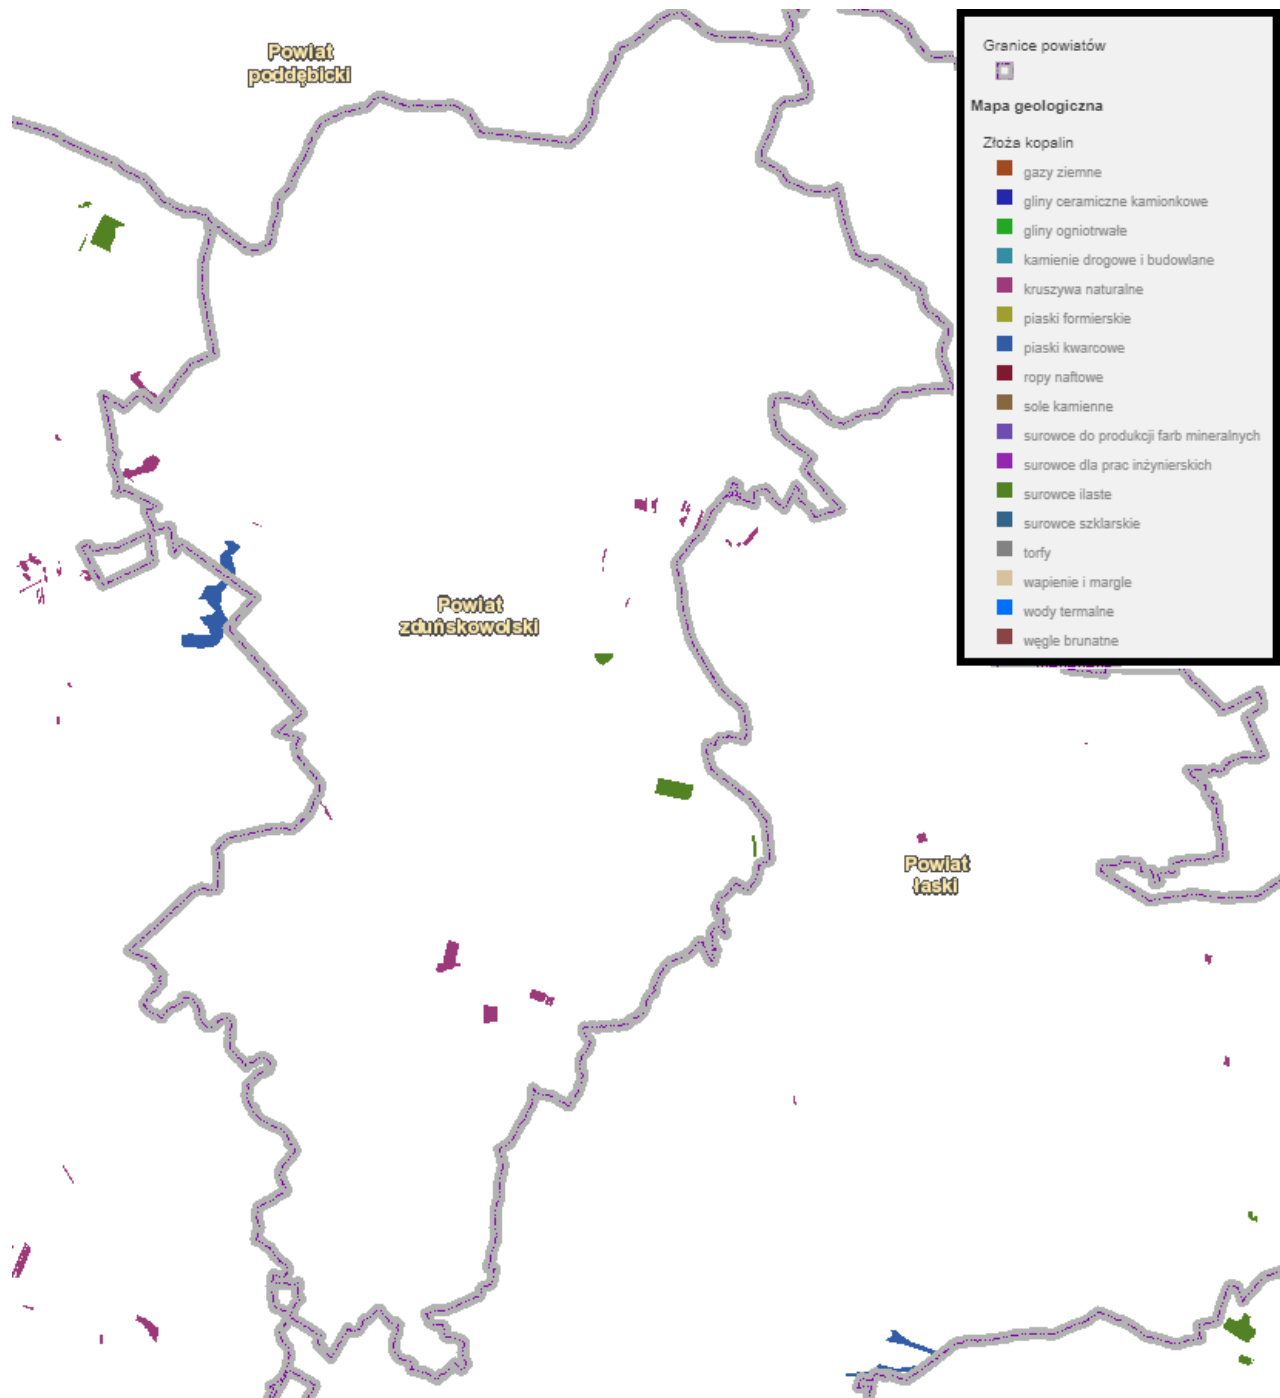 Powiat
poddębicki
Granice powiatów
Mapa geologiczna
Złoża kopalin
gazy ziemne
gliny ceramiczne kamionkowe
gliny ogniotrwałe
kamienie drogowe i budowlane
kruszywa naturalne
piaski formierskie
piaski kwarcowe
ropy naftowe
sole kamienne
surowce do produkcji farb mineralnych
surowce dla prac inżynierskich
surowce ilaste
surowce szklarskie
torfy
wapienie i margle
wody termalne
węgle brunatne
Powiat
zduńskowolski
Powiat
łaski